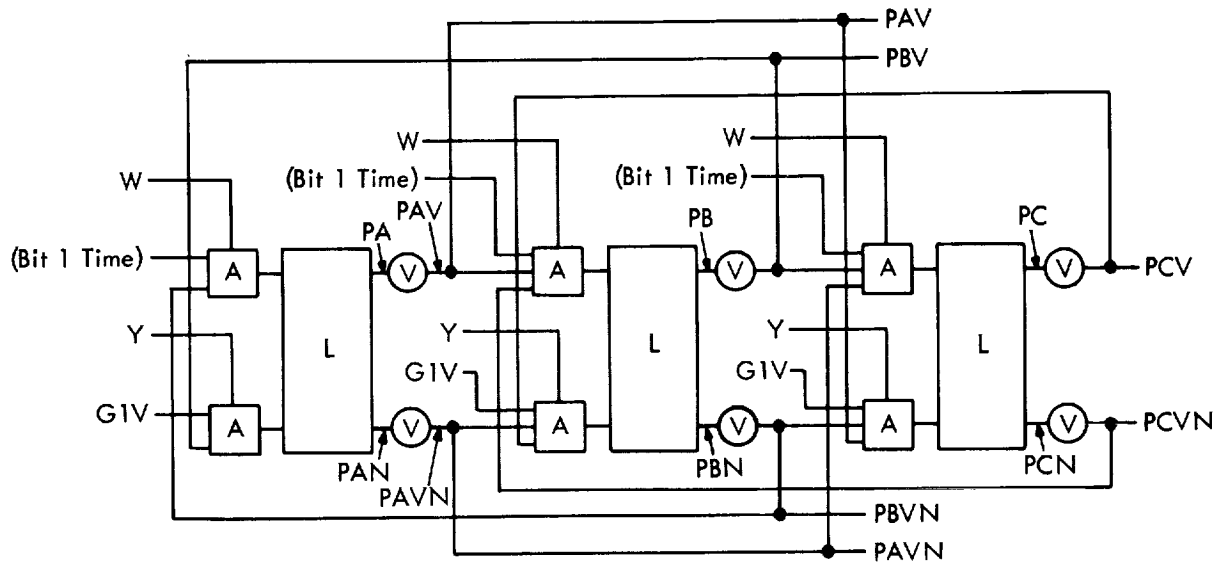 PAV
PBV
W
W
W
(Bit 1 Time)
(Bit 1 Time)
PA
PAV
PB
PC
(Bit 1 Time)
A
V
A
V
A
V
PCV
Y
Y
Y
L
L
L
G1V
G1V
G1V
A
V
A
V
A
V
PCVN
PAN
PAVN
PBN
PCN
PBVN
PAVN